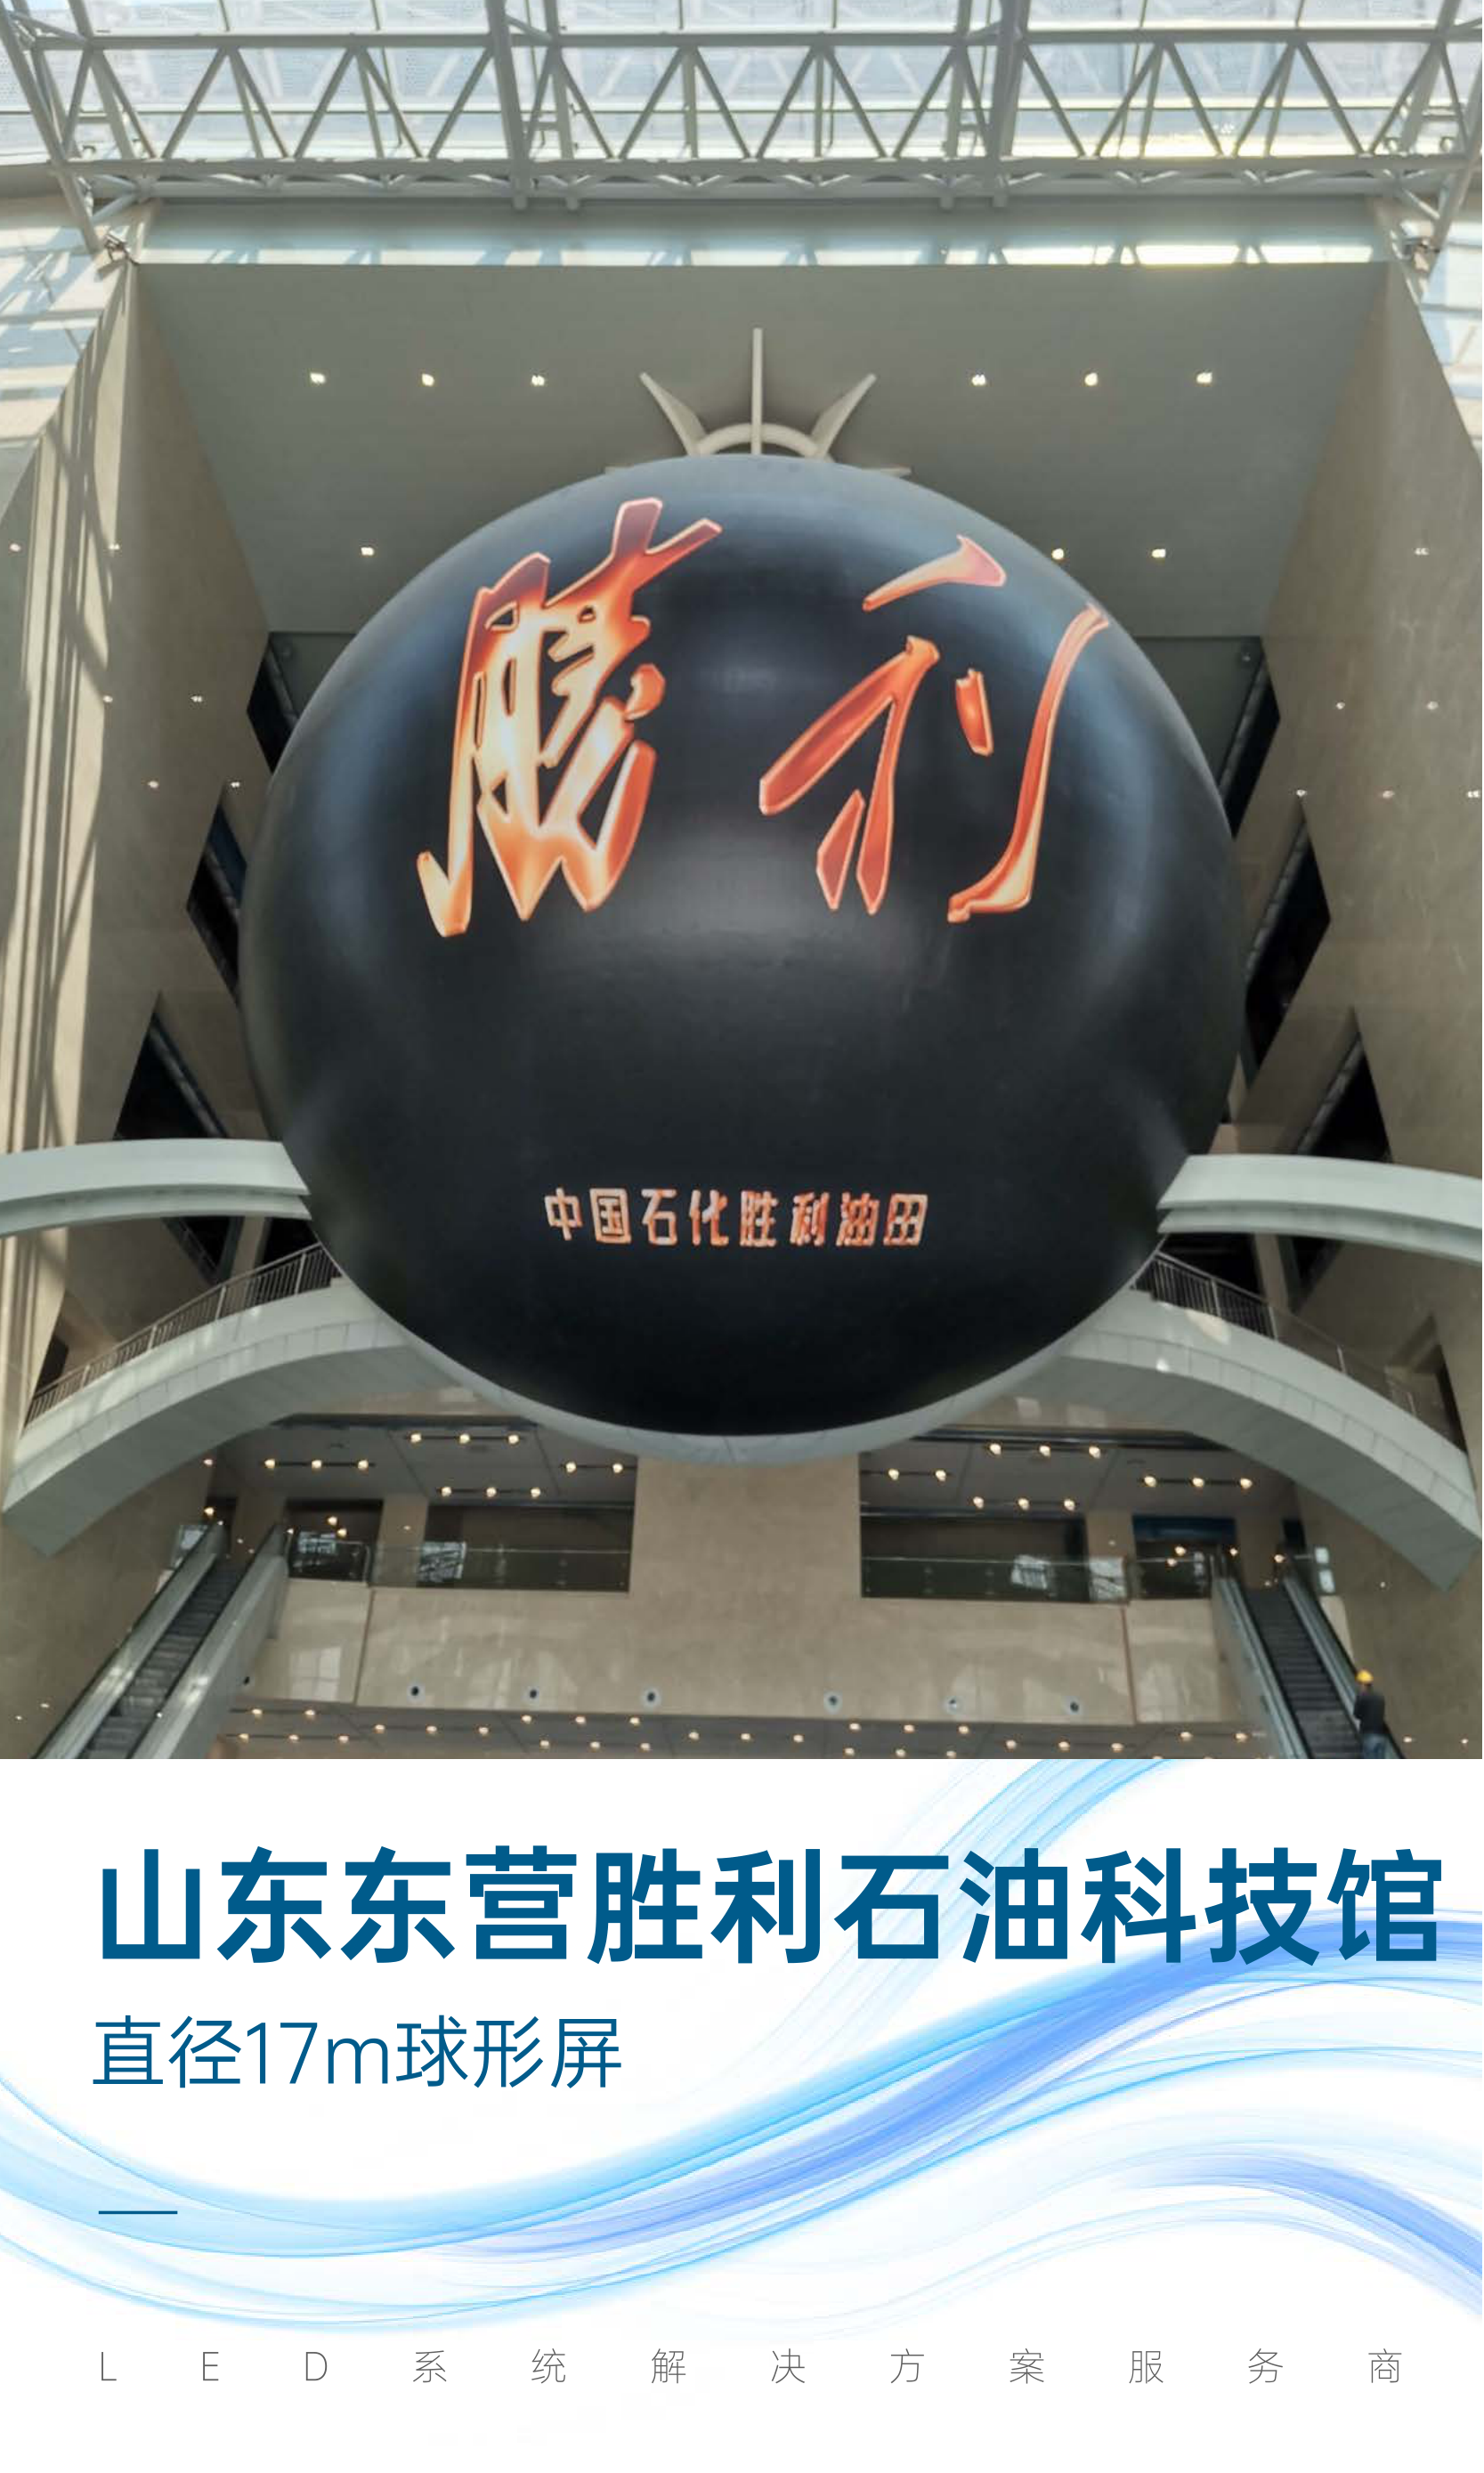 勝利
中国石化胜利油田
山东东营胜利石油科技馆
直径17m球形屏
LED系统解决方案服务商